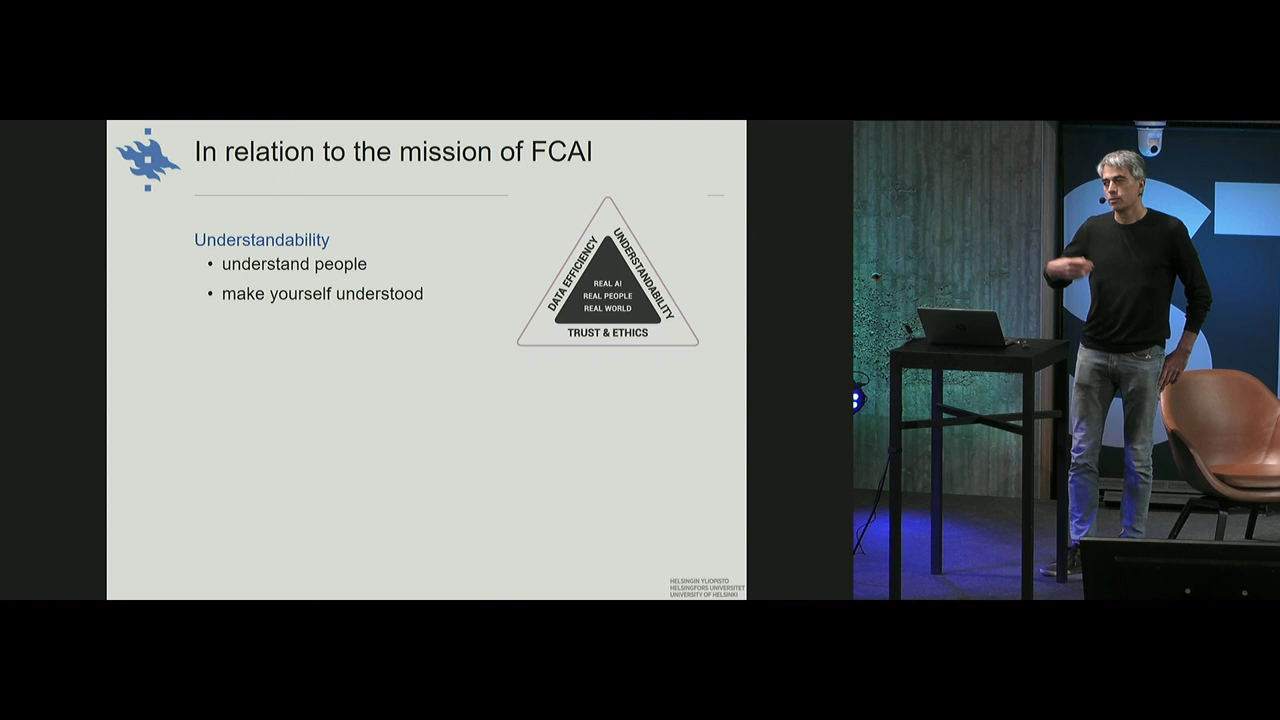 In relation to the mission of FCAI
Understandability
• understand people
• make yourself understood
DATA EFFICIENCY
UNDERSTANDABILITY
REAL AI
REAL PEOPLE
REAL WORLD
TRUST & ETHICS
HELSINGIN YLIOPISTO
HELSINGFORS UNIVERSITET
UNIVERSITY OF HELSINKI